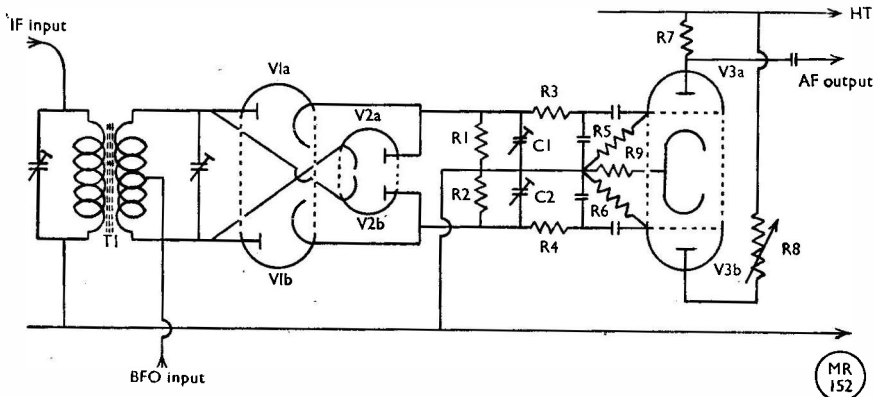 IF input
HT
R7
V1a
V3a
AF output
V2a
R3
R5
R1
C1
R9
R2
C2
R6
V2b
T1
R4
R8
V1b
V3b
BFO input
MR
152